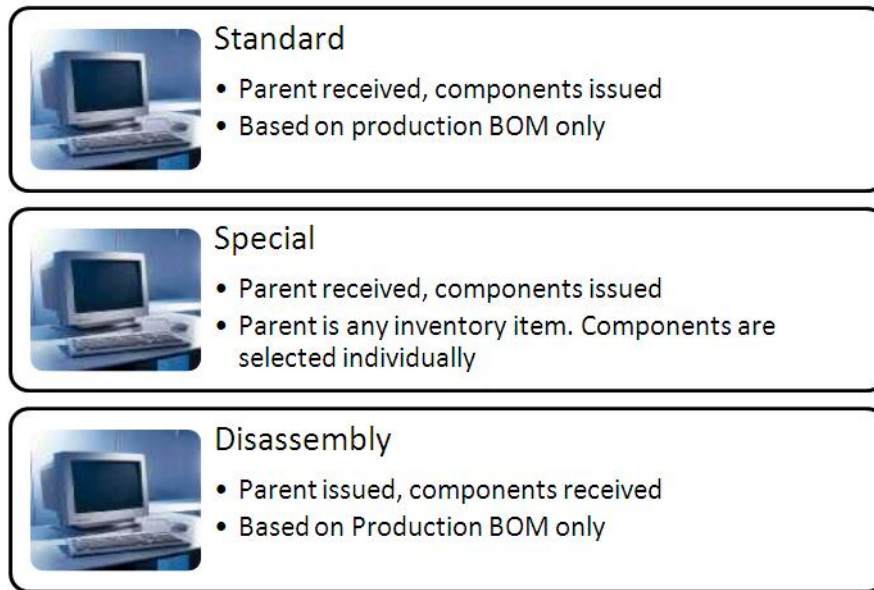 Standard
• Parent received, components issued
• Based on production BOM only
Special
• Parent received, components issued
• Parent is any inventory item. Components are
selected individually
Disassembly
• Parent issued, components received
• Based on Production BOM only